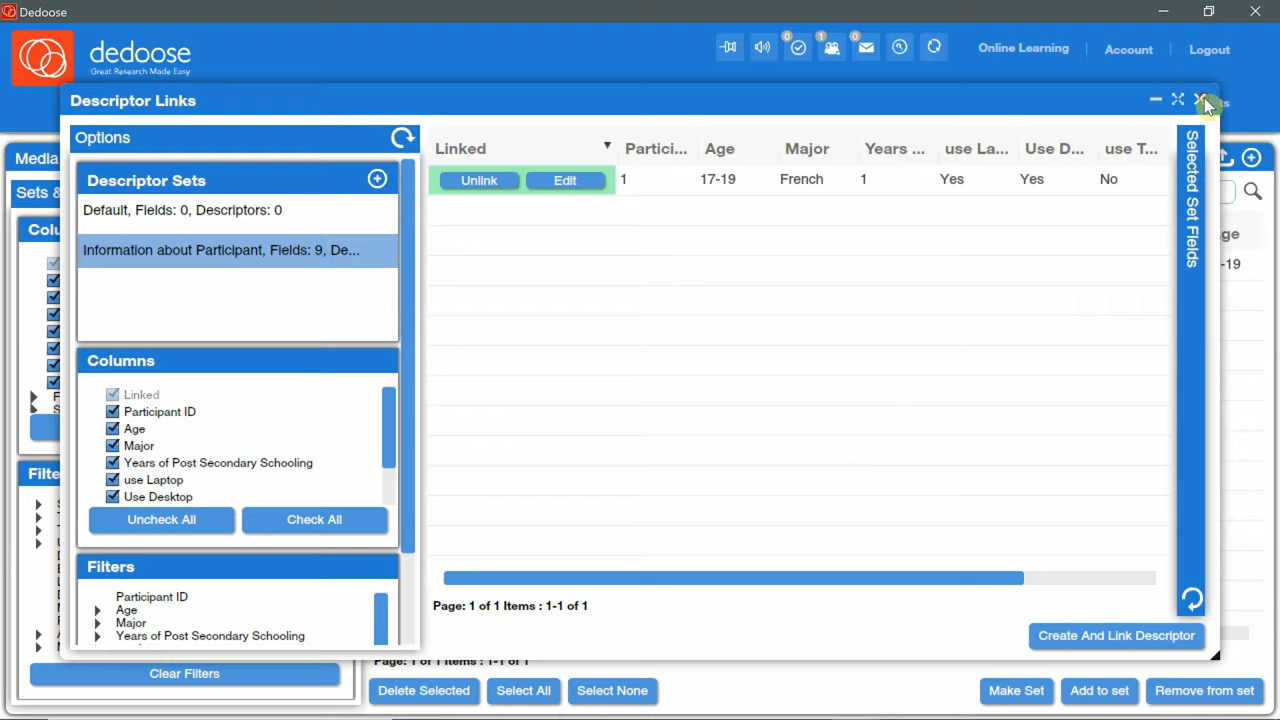 Dedoose
dedoose
Great Research Made Easy
0
1
0
Online Learning
Account
Logout
Descriptor Links
Media
Sets &
Colu
Filte
Clear Filters
Options
Descriptor Sets
Default, Fields: 0, Descriptors: 0
Information about Participant, Fields: 9, De...
Columns
Linked
Participant ID
Age
Major
Years of Post Secondary Schooling
use Laptop
Use Desktop
Uncheck All
Check All
Filters
Participant ID
Age
Major
Years of Post Secondary Schooling
Linked Partici... Age Major Years ... use La... Use D... use T...
Unlink Edit 1 17-19 French 1 Yes Yes No
Selected Set Fields
ge
-19
Page: 1 of 1 Items : 1-1 of 1
Create And Link Descriptor
Page: 1 of 1 Items : 1-1 of 1
Delete Selected
Select All
Select None
Make Set
Add to set
Remove from set